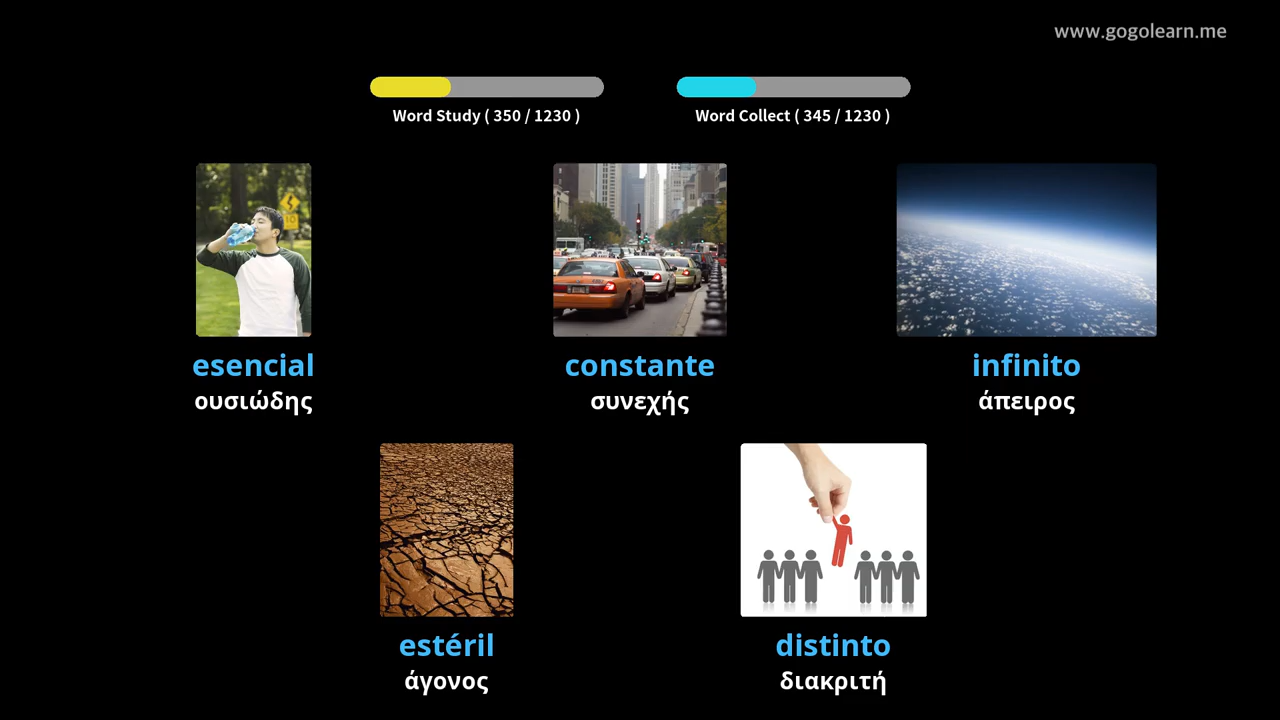 www.gogolearn.me
Word Study ( 350 / 1230 )
Word Collect ( 345 / 1230 )
esencial
ουσιώδης
constante
συνεχής
infinito
άπειρος
estéril
άγονος
distinto
διακριτή